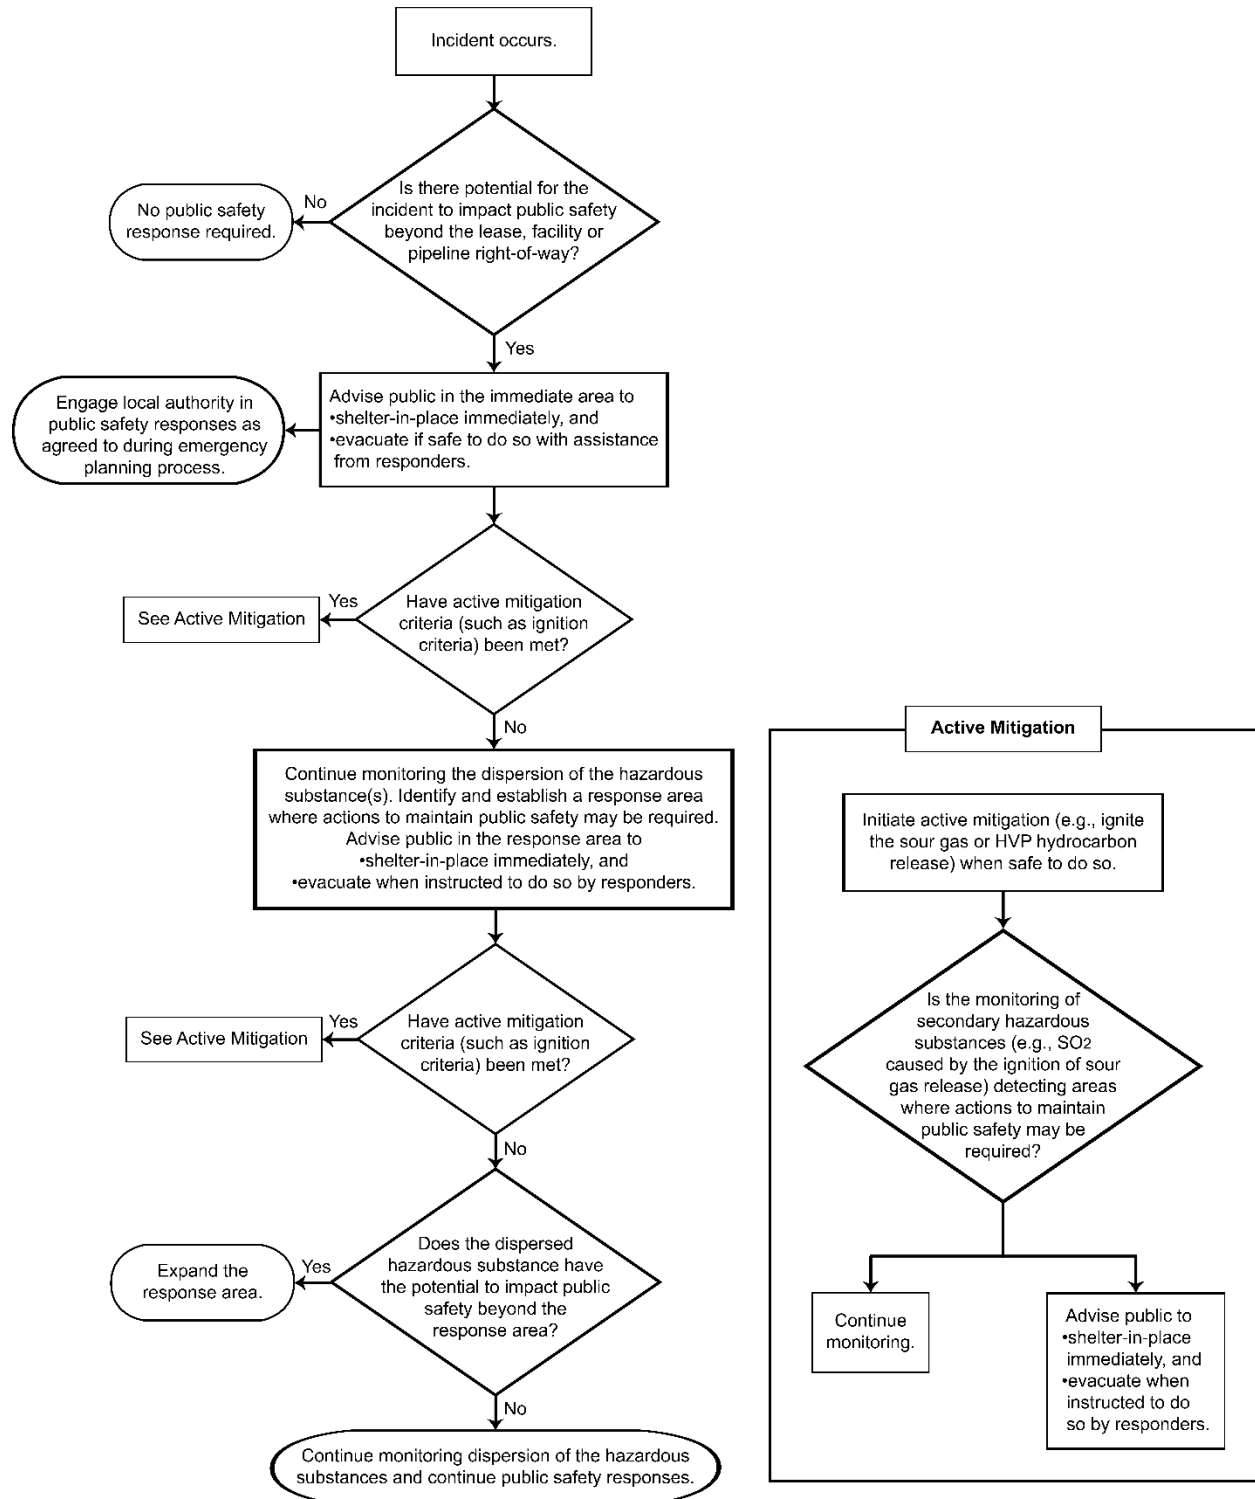 Incident occurs.
Is there potential for the
incident to impact public safety
beyond the lease, facility or
pipeline right-of-way?
No
No public safety
response required.
Yes
Advise public in the immediate area to
•shelter-in-place immediately, and
•evacuate if safe to do so with assistance
from responders.
Engage local authority in
public safety responses as
agreed to during emergency
planning process.
Have active mitigation
criteria (such as ignition
criteria) been met?
Yes
See Active Mitigation
No
Continue monitoring the dispersion of the hazardous
substance(s). Identify and establish a response area
where actions to maintain public safety may be required.
Advise public in the response area to
•shelter-in-place immediately, and
•evacuate when instructed to do so by responders.
Have active mitigation
criteria (such as ignition
criteria) been met?
Yes
See Active Mitigation
No
Does the dispersed
hazardous substance have
the potential to impact public
safety beyond the
response area?
Yes
Expand the
response area.
No
Continue monitoring dispersion of the hazardous
substances and continue public safety responses.
Active Mitigation
Initiate active mitigation (e.g., ignite
the sour gas or HVP hydrocarbon
release) when safe to do so.
Is the monitoring of
secondary hazardous
substances (e.g., SO2
caused by the ignition of sour
gas release) detecting areas
where actions to maintain
public safety may be
required?
Continue
monitoring.
Advise public to
•shelter-in-place
immediately, and
•evacuate when
instructed to do
so by responders.